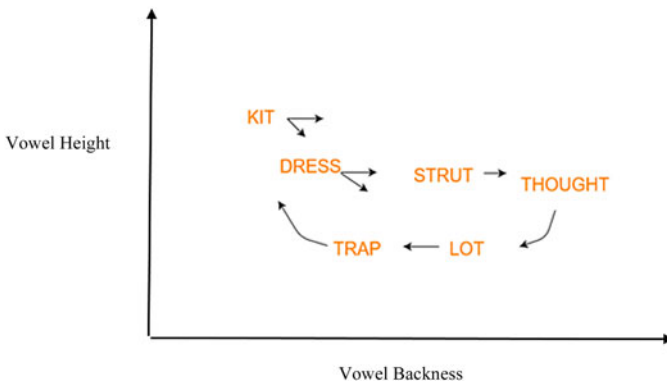 KIT
Vowel Height
DRESS
STRUT
THOUGHT
TRAP
LOT
Vowel Backness